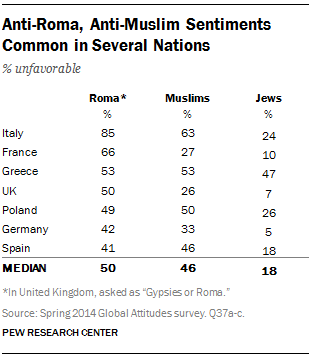 Anti-Roma, Anti-Muslim Sentiments
Common in Several Nations
% unfavorable
Roma* Muslims Jews
% % %
Italy 85 63 24
France 66 27 10
Greece 53 53 47
UK 50 26 7
Poland 49 50 26
Germany 42 33 5
Spain 41 46 18
MEDIAN 50 46 18
*In United Kingdom, asked as “Gypsies or Roma.”
Source: Spring 2014 Global Attitudes survey. Q37a-c.
PEW RESEARCH CENTER